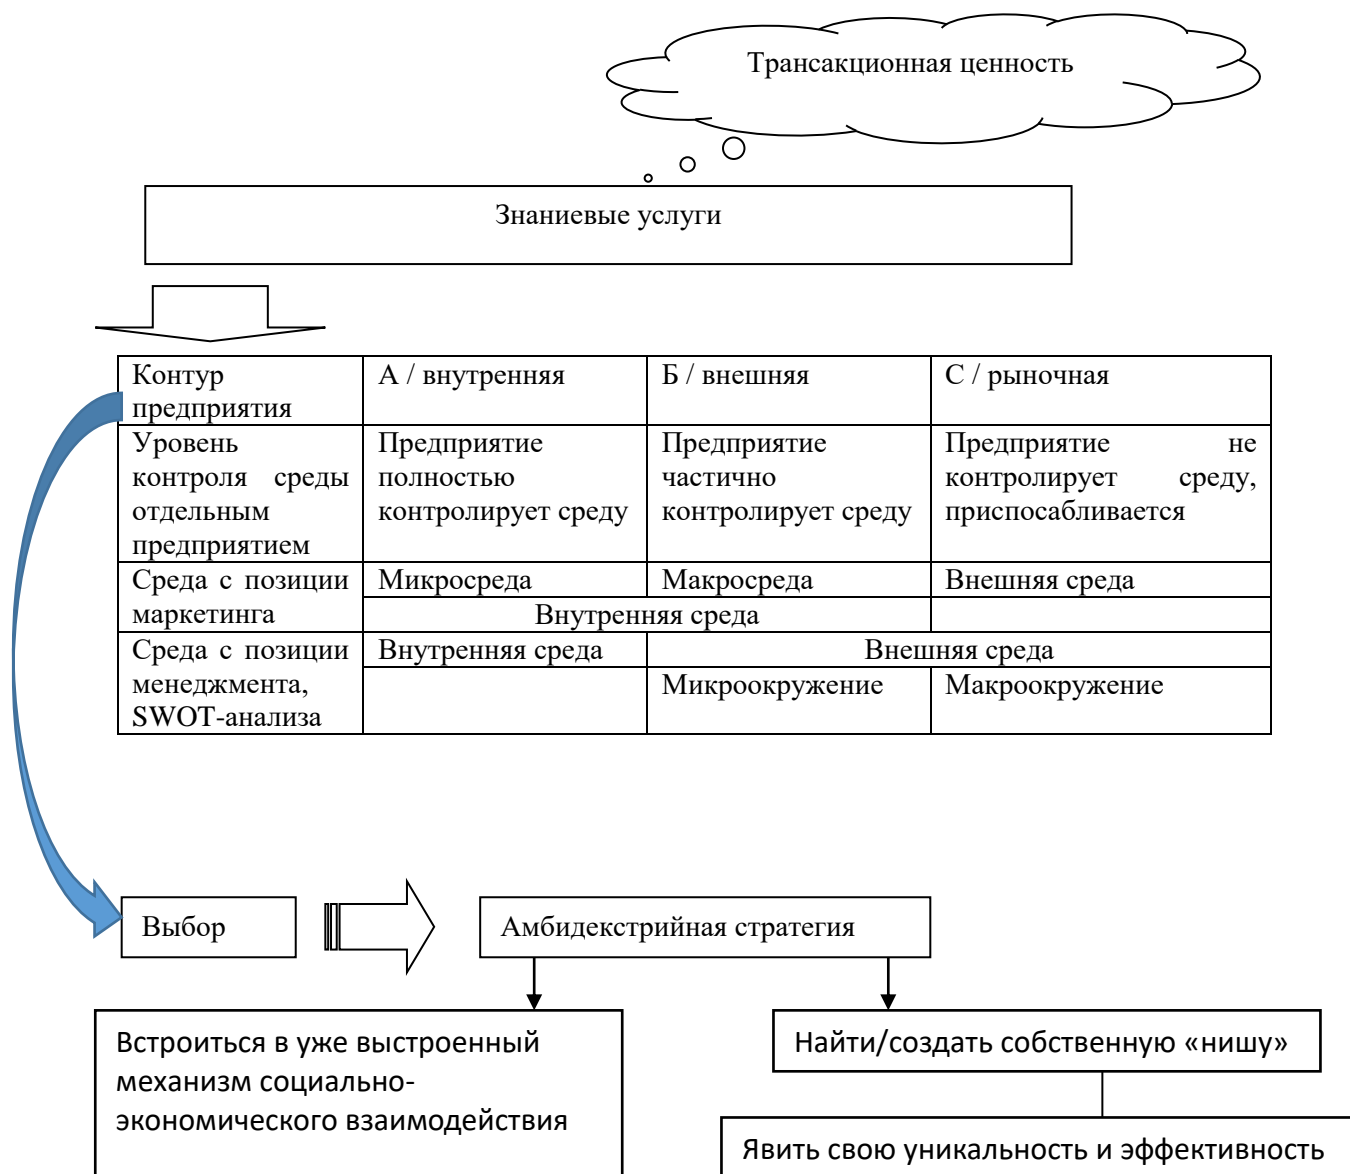 Трансакционная ценность
Знаниевые услуги
Контур
предприятия
А / внутренняя
Б / внешняя
С / рыночная
Уровень
контроля среды
отдельным
предприятием
Предприятие
полностью
контролирует среду
Предприятие
частично
контролирует среду
Предприятие не
контролирует среду,
приспосабливается
Среда с позиции
маркетинга
Микросреда
Макросреда
Внешняя среда
Внутренняя среда
Среда с позиции
менеджмента,
SWOT-анализа
Внутренняя среда
Внешняя среда
Микроокружение
Макроокружение
Выбор
Амбидекстрийная стратегия
Встроиться в уже выстроенный
механизм социально-
экономического взаимодействия
Найти/создать собственную «нишу»
Явить свою уникальность и эффективность